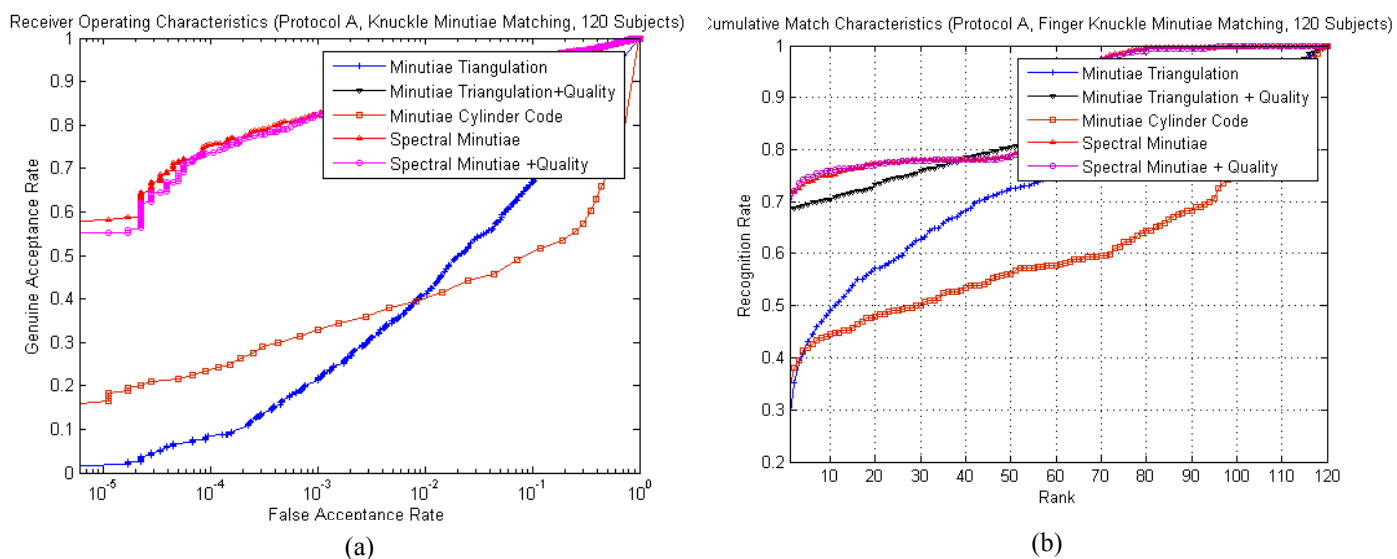 Receiver Operating Characteristics (Protocol A, Knuckle Minutiae Matching, 120 Subjects)
1
0.9
0.8
0.7
0.6
0.5
0.4
0.3
0.2
0.1
0
Genuine Acceptance Rate
Minutiae Tiangulation
Minutiae Triangulation+Quality
Minutiae Cylinder Code
Spectral Minutiae
Spectral Minutiae +Quality
10^-5
10^-4
10^-3
10^-2
10^-1
10^0
False Acceptance Rate
(a)
Cumulative Match Characteristics (Protocol A, Finger Knuckle Minutiae Matching, 120 Subjects)
1
0.9
0.8
0.7
0.6
0.5
0.4
0.3
0.2
Recognition Rate
Minutiae Triangulation
Minutiae Triangulation + Quality
Minutiae Cylinder Code
Spectral Minutiae
Spectral Minutiae + Quality
10 20 30 40 50 60 70 80 90 100 110 120
Rank
(b)